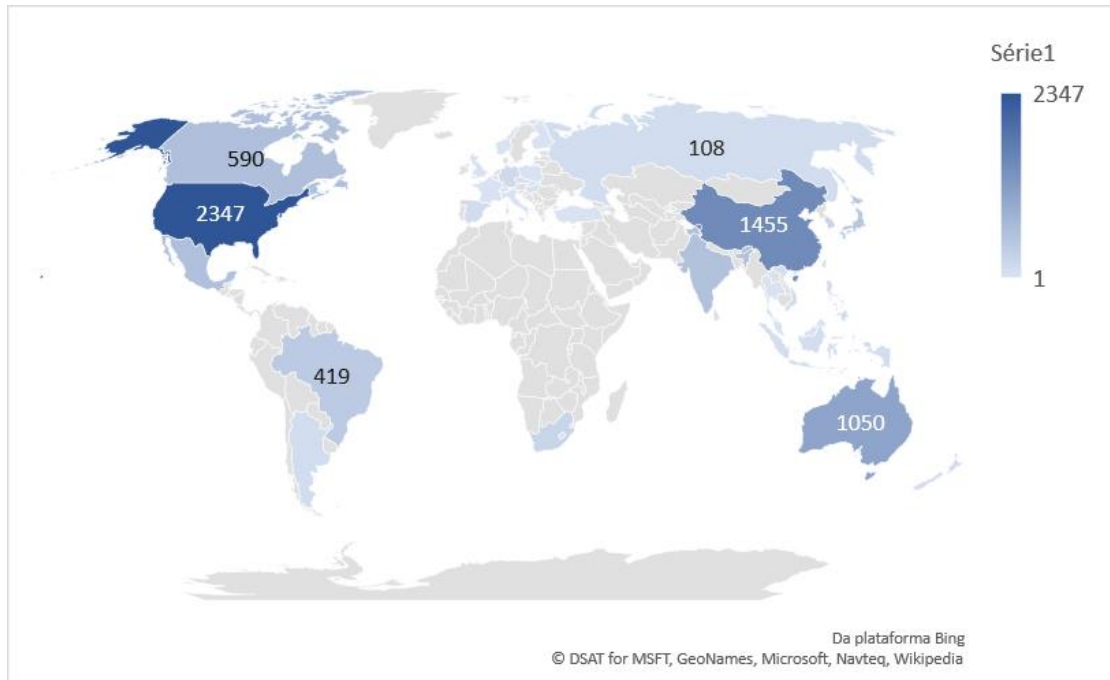 Série1
2347
1
590
108
2347
1455
419
1050
Da plataforma Bing
© DSAT for MSFT, GeoNames, Microsoft, Navteq, Wikipedia